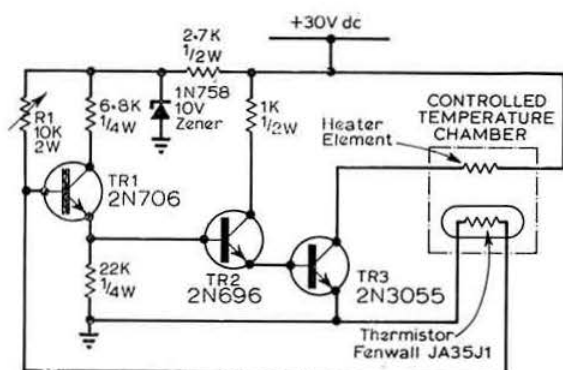 +30V dc
2.7K
1/2W
R1
10K
2W
6.8K
1/4W
1N758
10V
Zener
1K
1/2W
CONTROLLED
TEMPERATURE
CHAMBER
Heater
Element
TR1
2N706
TR2
2N696
TR3
2N3055
22K
1/4W
Thermistor
Fenwall JA35J1